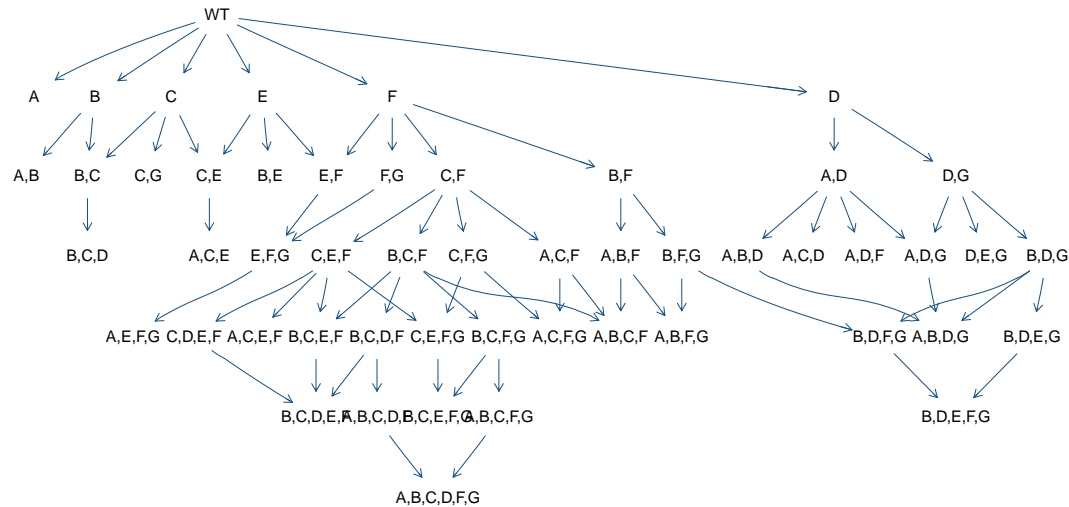 WT
A B C E F D
A,B B,C C,G C,E B,E E,F F,G C,F B,F A,D D,G
B,C,D A,C,E E,F,G C,E,F B,C,F C,F,G A,C,F A,B,F B,F,G A,B,D A,C,D A,D,F A,D,G D,E,G B,D,G
A,E,F,G C,D,E,F A,C,E,F B,C,E,F B,C,D,F C,E,F,G B,C,F,G A,C,F,G A,B,C,F A,B,F,G B,D,F,G A,B,D,G B,D,E,G
B,C,D,E,F A,B,C,D,F B,C,E,F,G A,B,C,F,G B,D,E,F,G
A,B,C,D,F,G